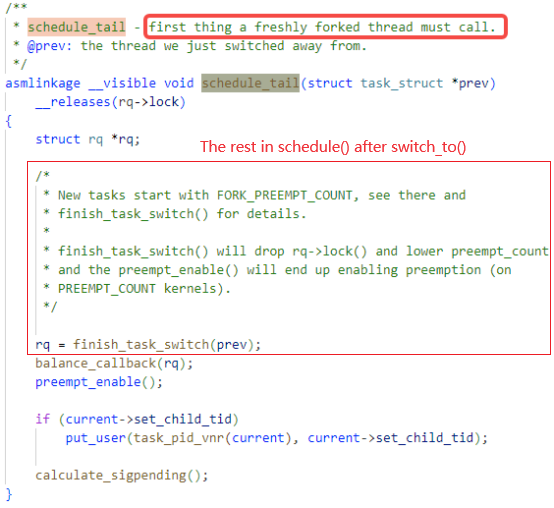 /**
 * schedule_tail - first thing a freshly forked thread must call.
 * @prev: the thread we just switched away from.
 */
asmlinkage __visible void schedule_tail(struct task_struct *prev)
    __releases(rq->lock)
{
    struct rq *rq;
The rest in schedule() after switch_to()
    /*
     * New tasks start with FORK_PREEMPT_COUNT, see there and
     * finish_task_switch() for details.
     *
     * finish_task_switch() will drop rq->lock() and lower preempt_count
     * and the preempt_enable() will end up enabling preemption (on
     * PREEMPT_COUNT kernels).
     */
    rq = finish_task_switch(prev);
    balance_callback(rq);
    preempt_enable();
    if (current->set_child_tid)
        put_user(task_pid_vnr(current), current->set_child_tid);
    calculate_sigpending();
}